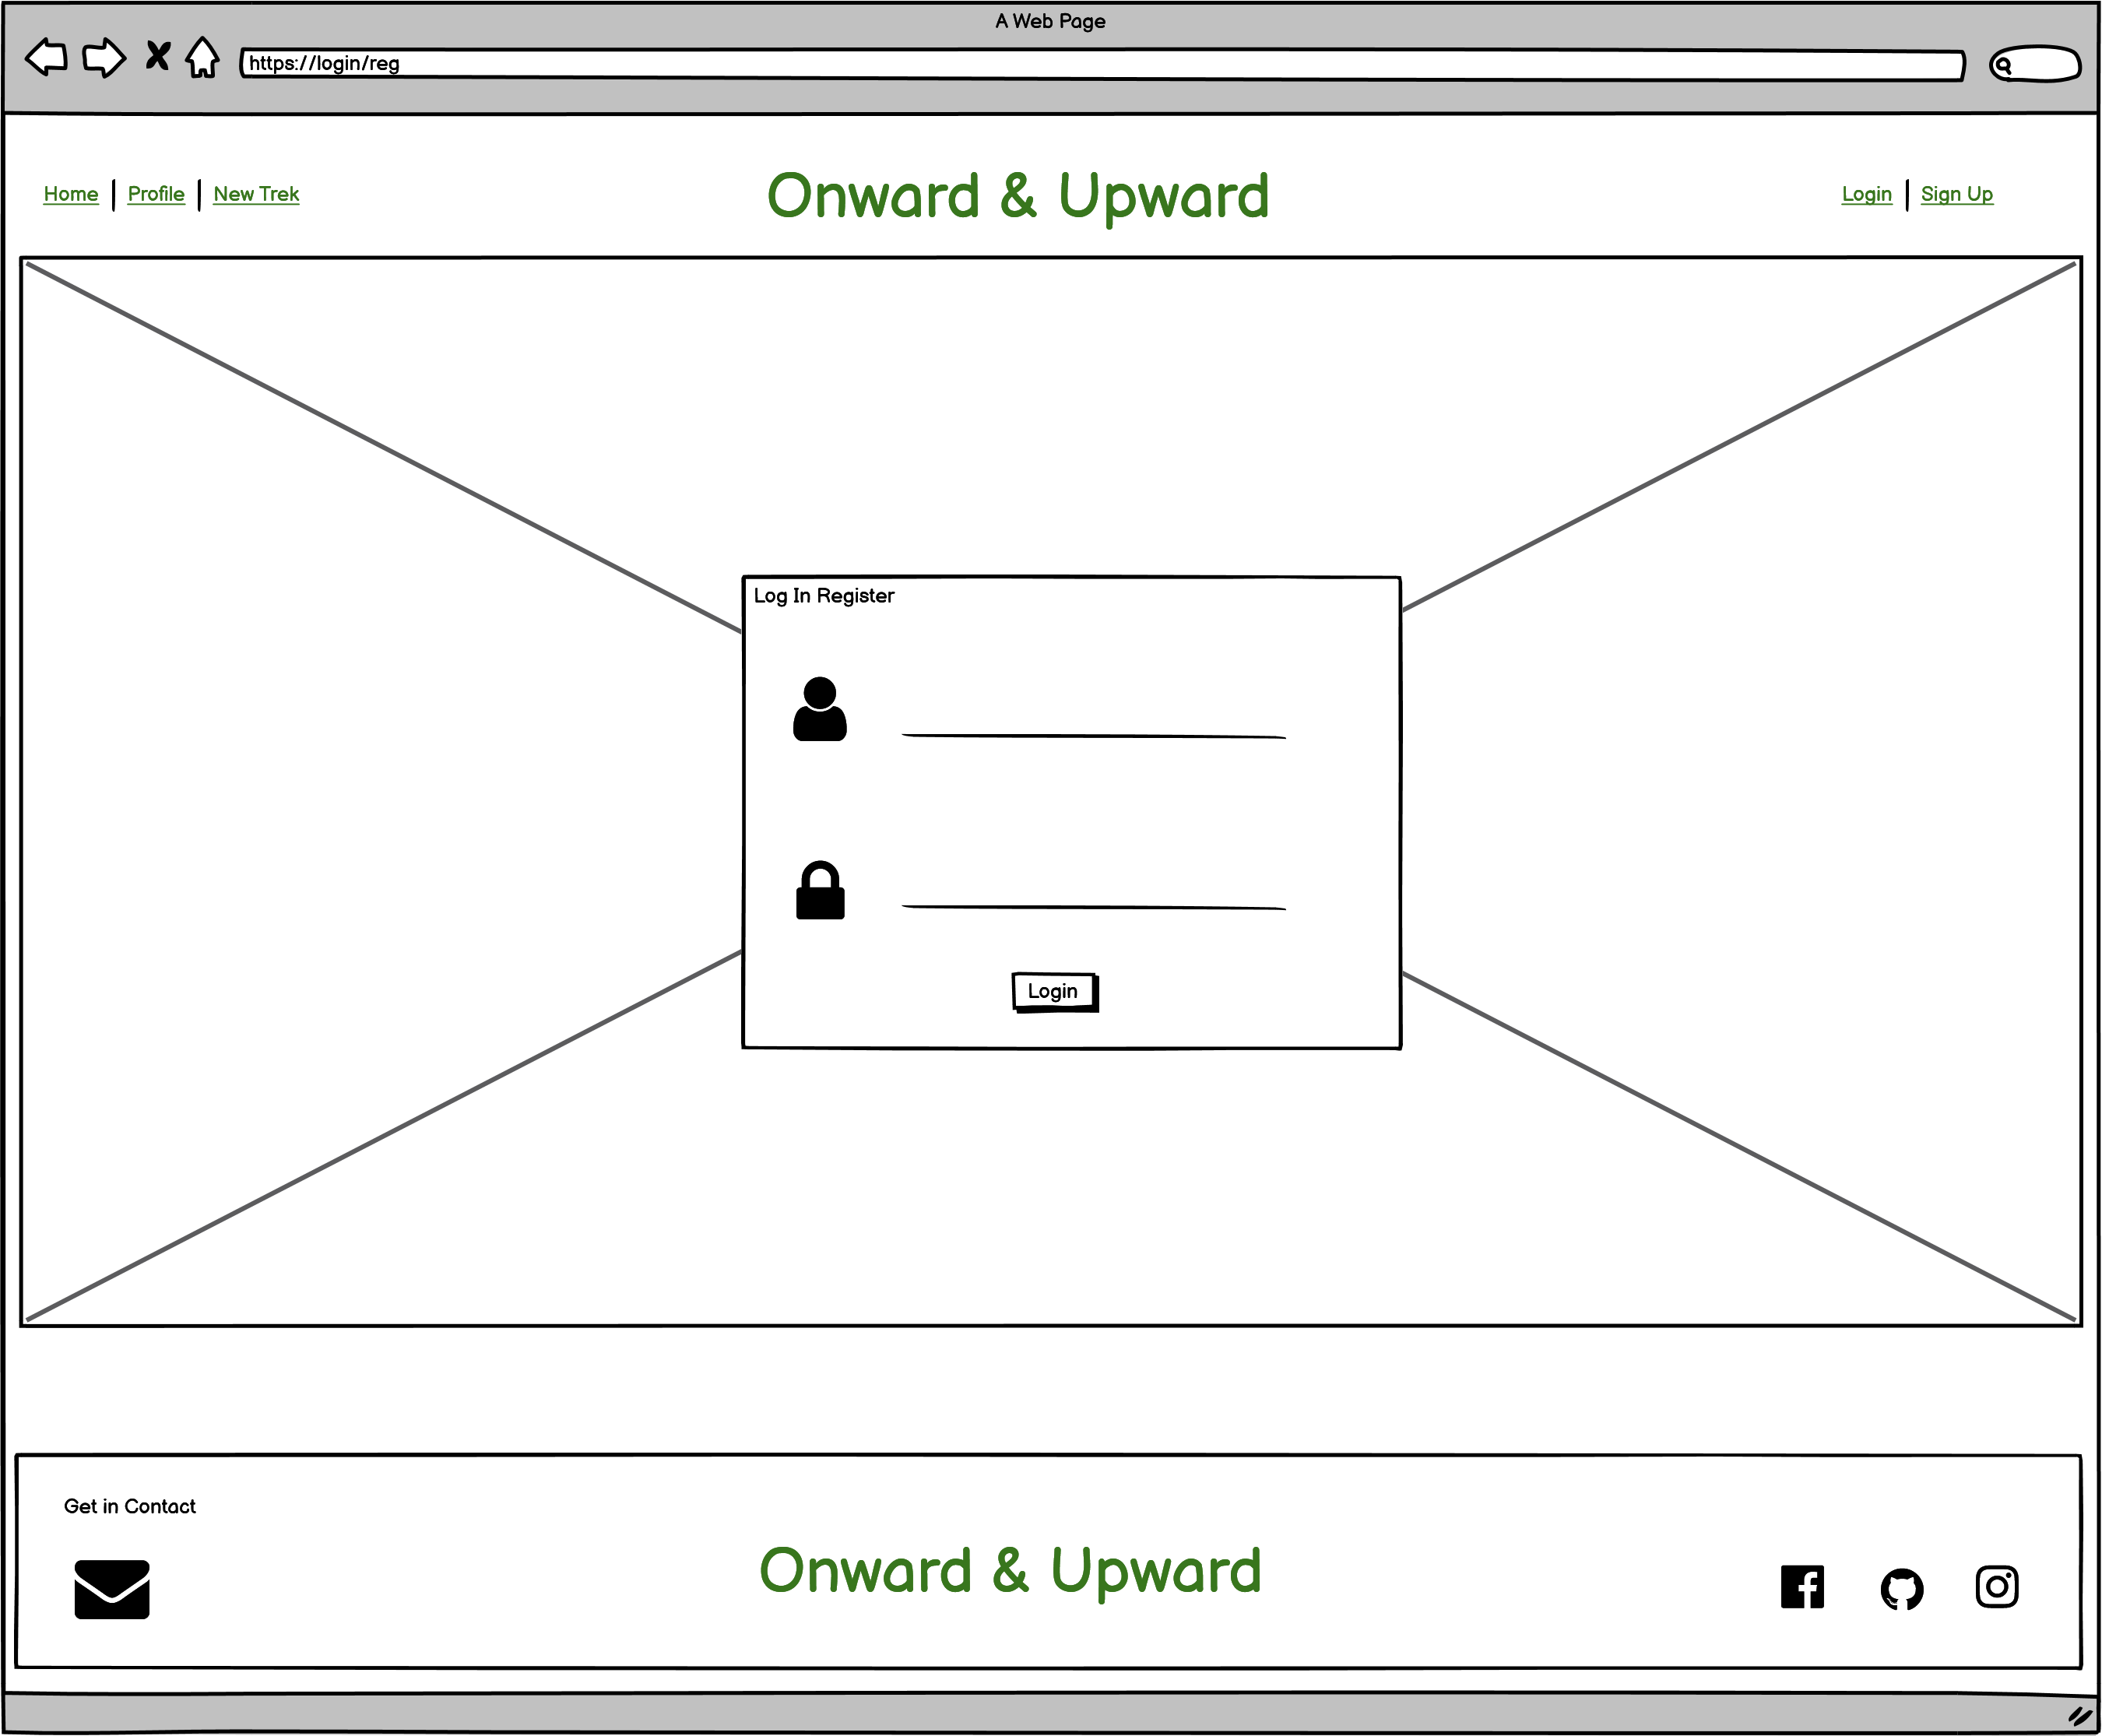 A Web Page
https://login/reg
Home | Profile | New Trek
Onward & Upward
Login | Sign Up
Log In Register
Login
Get in Contact
Onward & Upward